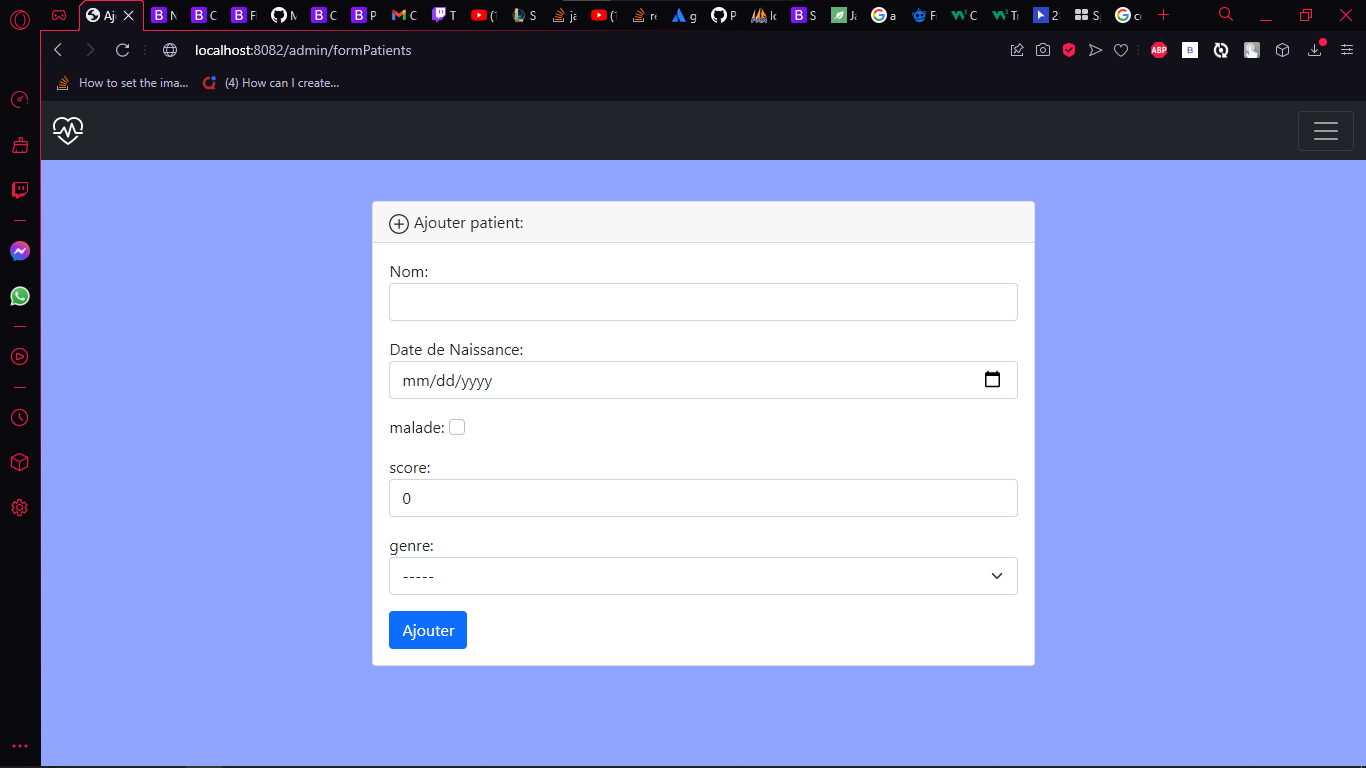 localhost:8082/admin/formPatients
ABP
B
How to set the ima...
(4) How can I create...
Ajouter patient:
Nom:
Date de Naissance:
mm/dd/yyyy
malade:
score:
0
genre:
-----
Ajouter